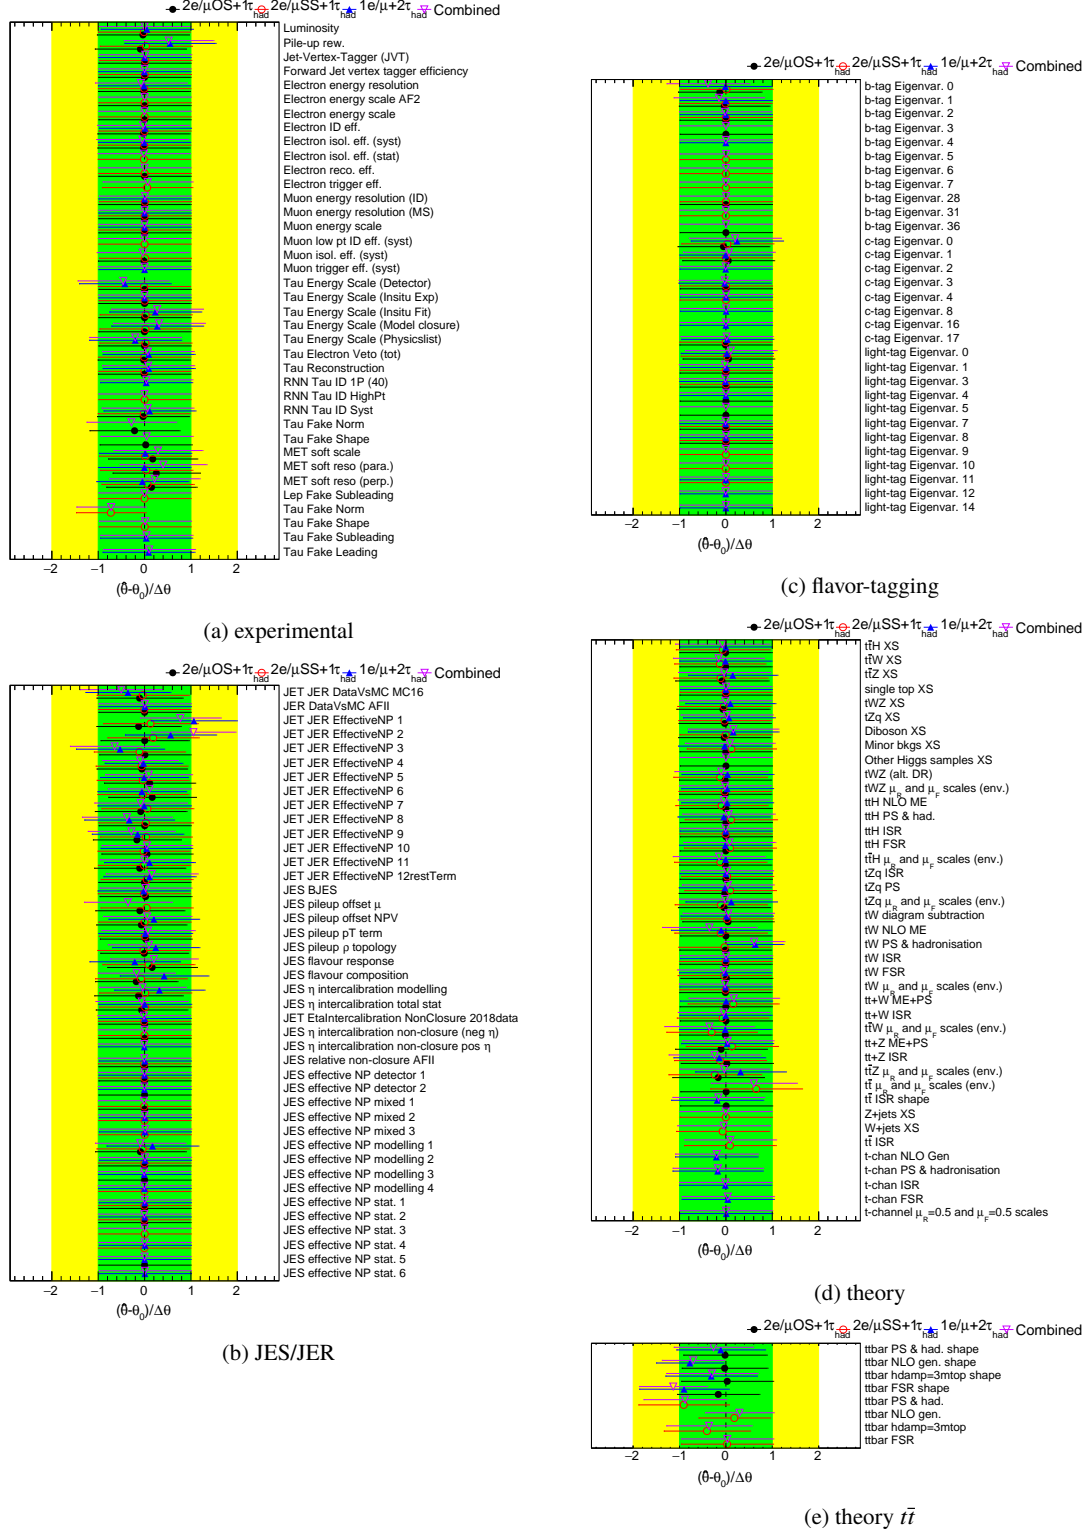 2e/μOS+1τhad 2e/μSS+1τhad 1e/μ+2τhad Combined
Luminosity
Pile-up rew.
Jet-Vertex-Tagger (JVT)
Forward Jet vertex tagger efficiency
Electron energy resolution
Electron energy scale AF2
Electron energy scale
Electron ID eff.
Electron isol. eff. (syst)
Electron isol. eff. (stat)
Electron reco. eff.
Electron trigger eff.
Muon energy resolution (ID)
Muon energy resolution (MS)
Muon energy scale
Muon low pt ID eff. (syst)
Muon isol. eff. (syst)
Muon trigger eff. (syst)
Tau Energy Scale (Detector)
Tau Energy Scale (Insitu Exp)
Tau Energy Scale (Insitu Fit)
Tau Energy Scale (Model closure)
Tau Energy Scale (Physicslist)
Tau Electron Veto (tot)
Tau Reconstruction
RNN Tau ID 1P (40)
RNN Tau ID HighPt
RNN Tau ID Syst
Tau Fake Norm
Tau Fake Shape
MET soft scale
MET soft reso (para.)
MET soft reso (perp.)
Lep Fake Subleading
Tau Fake Norm
Tau Fake Shape
Tau Fake Subleading
Tau Fake Leading
−2 −1 0 1 2
(θ̂-θ0)/Δθ
(a) experimental
2e/μOS+1τhad 2e/μSS+1τhad 1e/μ+2τhad Combined
JET JER DataVsMC MC16
JER DataVsMC AFII
JET JER EffectiveNP 1
JET JER EffectiveNP 2
JET JER EffectiveNP 3
JET JER EffectiveNP 4
JET JER EffectiveNP 5
JET JER EffectiveNP 6
JET JER EffectiveNP 7
JET JER EffectiveNP 8
JET JER EffectiveNP 9
JET JER EffectiveNP 10
JET JER EffectiveNP 11
JET JER EffectiveNP 12restTerm
JES BJES
JES pileup offset μ
JES pileup offset NPV
JES pileup pT term
JES pileup ρ topology
JES flavour response
JES flavour composition
JES η intercalibration modelling
JES η intercalibration total stat
JET EtaIntercalibration NonClosure 2018data
JES η intercalibration non-closure (neg η)
JES η intercalibration non-closure pos η
JES relative non-closure AFII
JES effective NP detector 1
JES effective NP detector 2
JES effective NP mixed 1
JES effective NP mixed 2
JES effective NP mixed 3
JES effective NP modelling 1
JES effective NP modelling 2
JES effective NP modelling 3
JES effective NP modelling 4
JES effective NP stat. 1
JES effective NP stat. 2
JES effective NP stat. 3
JES effective NP stat. 4
JES effective NP stat. 5
JES effective NP stat. 6
−2 −1 0 1 2
(θ̂-θ0)/Δθ
(b) JES/JER
2e/μOS+1τhad 2e/μSS+1τhad 1e/μ+2τhad Combined
b-tag Eigenvar. 0
b-tag Eigenvar. 1
b-tag Eigenvar. 2
b-tag Eigenvar. 3
b-tag Eigenvar. 4
b-tag Eigenvar. 5
b-tag Eigenvar. 6
b-tag Eigenvar. 7
b-tag Eigenvar. 28
b-tag Eigenvar. 31
b-tag Eigenvar. 36
c-tag Eigenvar. 0
c-tag Eigenvar. 1
c-tag Eigenvar. 2
c-tag Eigenvar. 3
c-tag Eigenvar. 4
c-tag Eigenvar. 8
c-tag Eigenvar. 16
c-tag Eigenvar. 17
light-tag Eigenvar. 0
light-tag Eigenvar. 1
light-tag Eigenvar. 3
light-tag Eigenvar. 4
light-tag Eigenvar. 5
light-tag Eigenvar. 7
light-tag Eigenvar. 8
light-tag Eigenvar. 9
light-tag Eigenvar. 10
light-tag Eigenvar. 11
light-tag Eigenvar. 12
light-tag Eigenvar. 14
−2 −1 0 1 2
(θ̂-θ0)/Δθ
(c) flavor-tagging
2e/μOS+1τhad 2e/μSS+1τhad 1e/μ+2τhad Combined
tt̄H XS
tt̄W XS
tt̄Z XS
single top XS
tWZ XS
tZq XS
Diboson XS
Minor bkgs XS
Other Higgs samples XS
tWZ (alt. DR)
tWZ μR and μF scales (env.)
ttH NLO ME
ttH PS & had.
ttH ISR
ttH FSR
tt̄H μR and μF scales (env.)
tZq ISR
tZq PS
tZq μR and μF scales (env.)
tW diagram subtraction
tW NLO ME
tW PS & hadronisation
tW ISR
tW FSR
tW μR and μF scales (env.)
tt+W ME+PS
tt+W ISR
tt̄W μR and μF scales (env.)
tt+Z ME+PS
tt+Z ISR
tt̄Z μR and μF scales (env.)
tt̄ μR and μF scales (env.)
tt̄ ISR shape
Z+jets XS
W+jets XS
tt̄ ISR
t-chan NLO Gen
t-chan PS & hadronisation
t-chan ISR
t-chan FSR
t-channel μR=0.5 and μF=0.5 scales
−2 −1 0 1 2
(θ̂-θ0)/Δθ
(d) theory
2e/μOS+1τhad 2e/μSS+1τhad 1e/μ+2τhad Combined
ttbar PS & had. shape
ttbar NLO gen. shape
ttbar hdamp=3mtop shape
ttbar FSR shape
ttbar PS & had.
ttbar NLO gen.
ttbar hdamp=3mtop
ttbar FSR
−2 −1 0 1 2
(θ̂-θ0)/Δθ
(e) theory tt̄